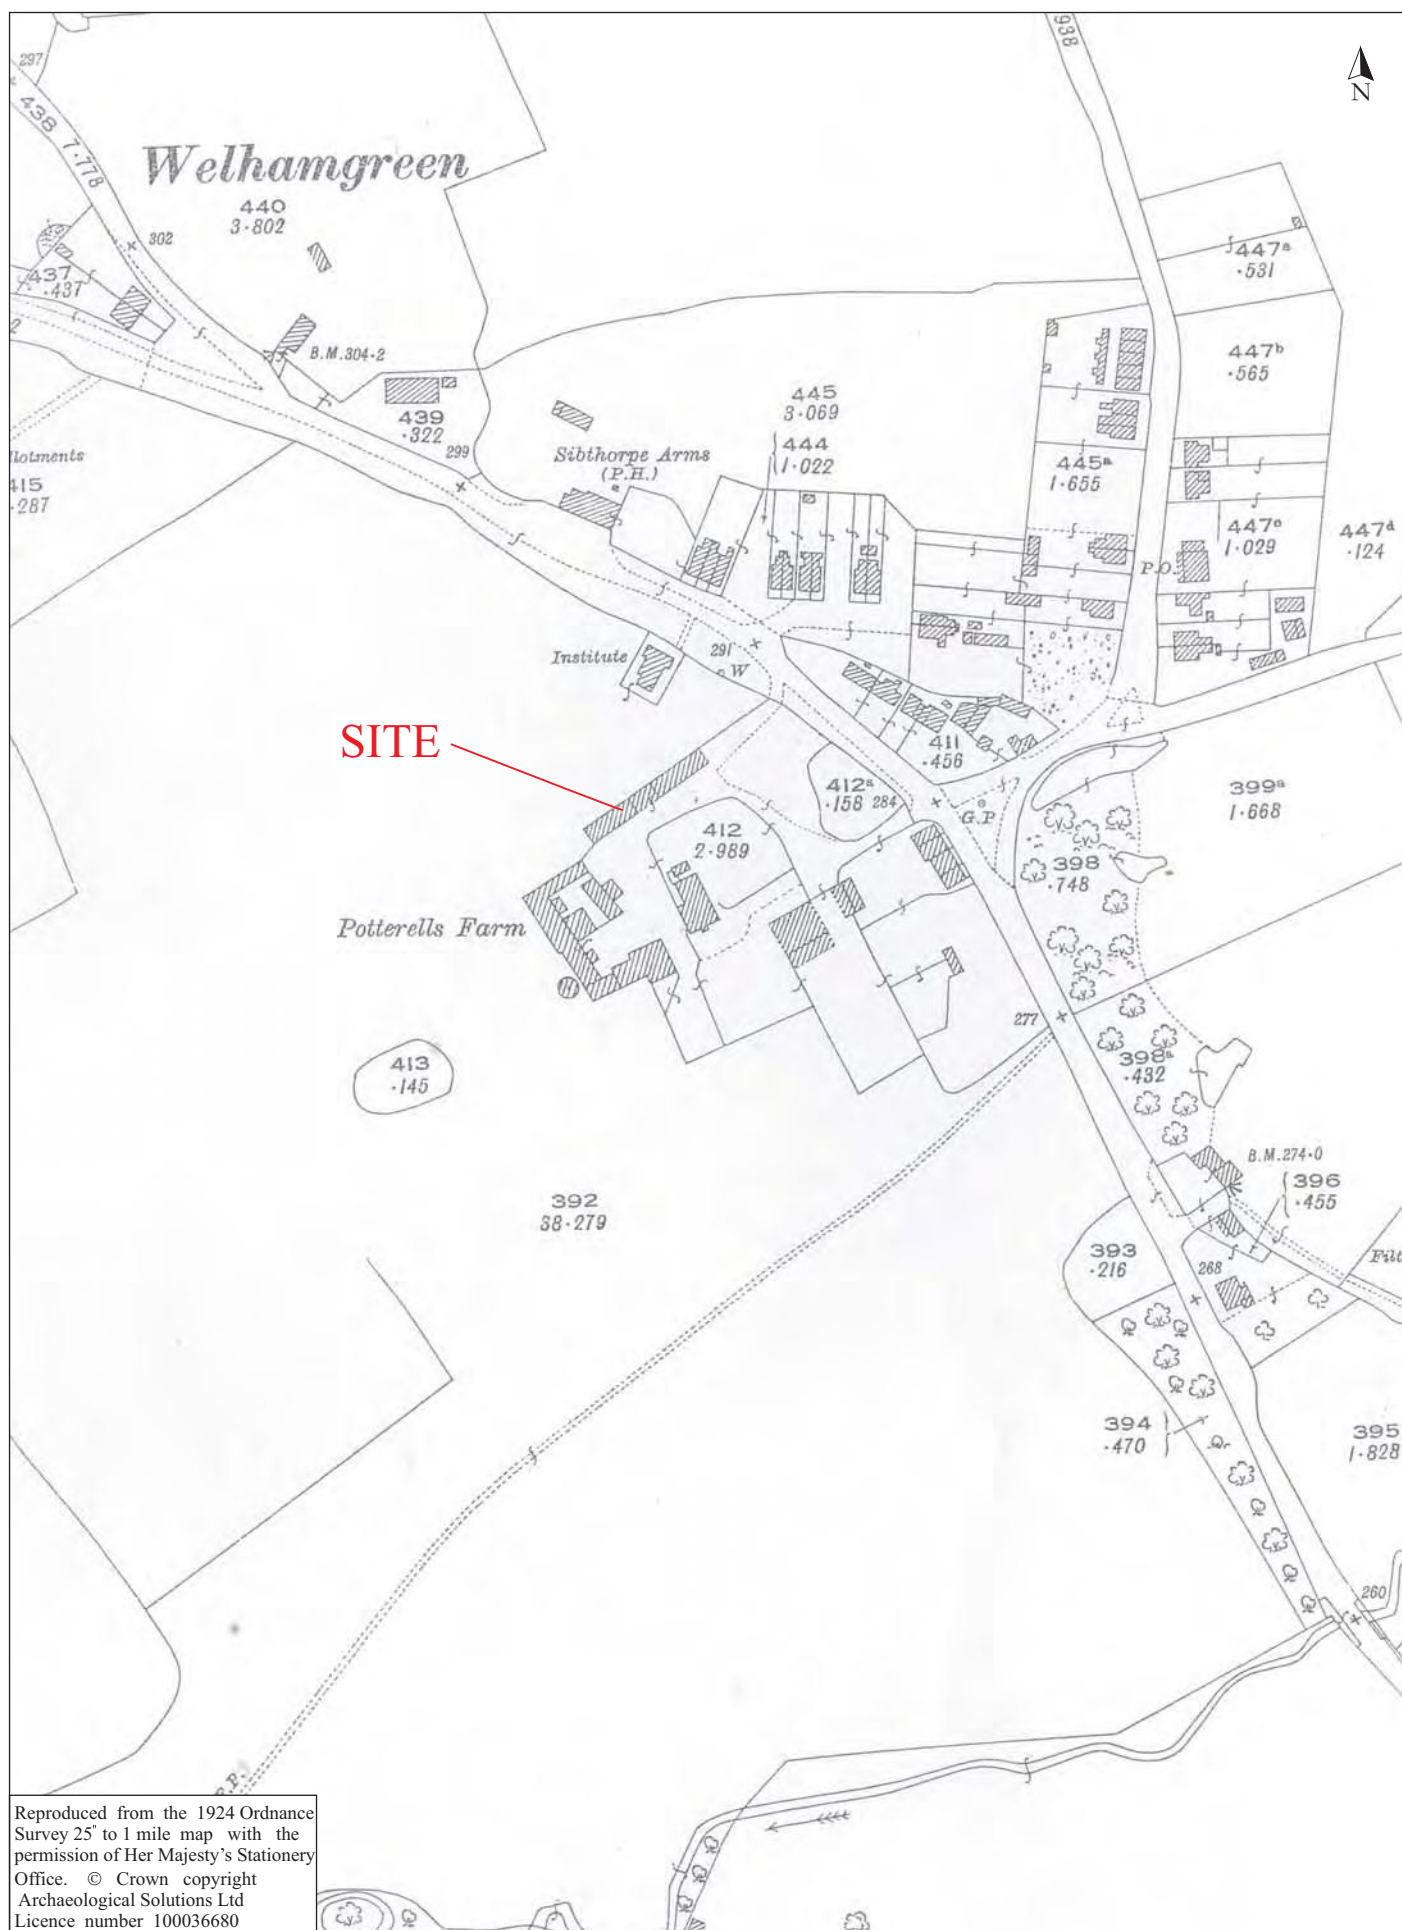 938
N
297
438 7·778
Welhamgreen
440
3·802
302
447ª
·531
437
·437
B.M.304·2
447ᵇ
·565
445
3·069
439
·322
444
1·022
Sibthorpe Arms
(P.H.)
299
445ª
1·655
lotments
415
·287
447ᶜ
1·029
447ᵈ
·124
P.O.
Institute
291
W
SITE
411
·456
412ª
·158
284
G.P
399ª
1·668
412
2·989
398
·748
Potterells Farm
277
398ª
·432
413
·145
B.M.274·0
396
·455
392
38·279
393
·216
268
Filt
394
·470
395
1·828
260
F.P.
Reproduced from the 1924 Ordnance
Survey 25" to 1 mile map with the
permission of Her Majesty's Stationery
Office. © Crown copyright
Archaeological Solutions Ltd
Licence number 100036680